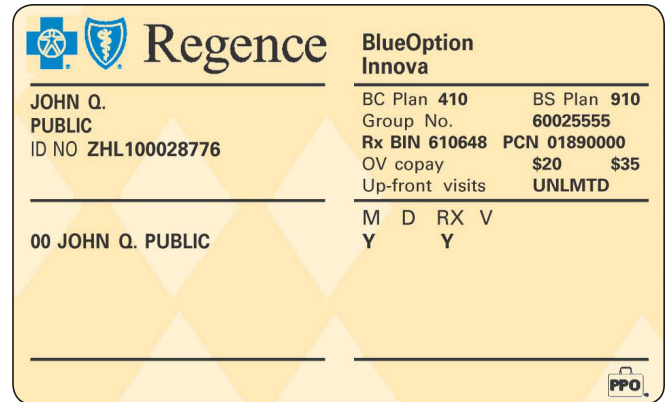 Regence
JOHN Q.
PUBLIC
ID NO ZHL100028776
00 JOHN Q. PUBLIC
BlueOption
Innova
BC Plan 410 BS Plan 910
Group No. 60025555
Rx BIN 610648 PCN 01890000
OV copay $20 $35
Up-front visits UNLMTD
M D RX V
Y Y
PPO